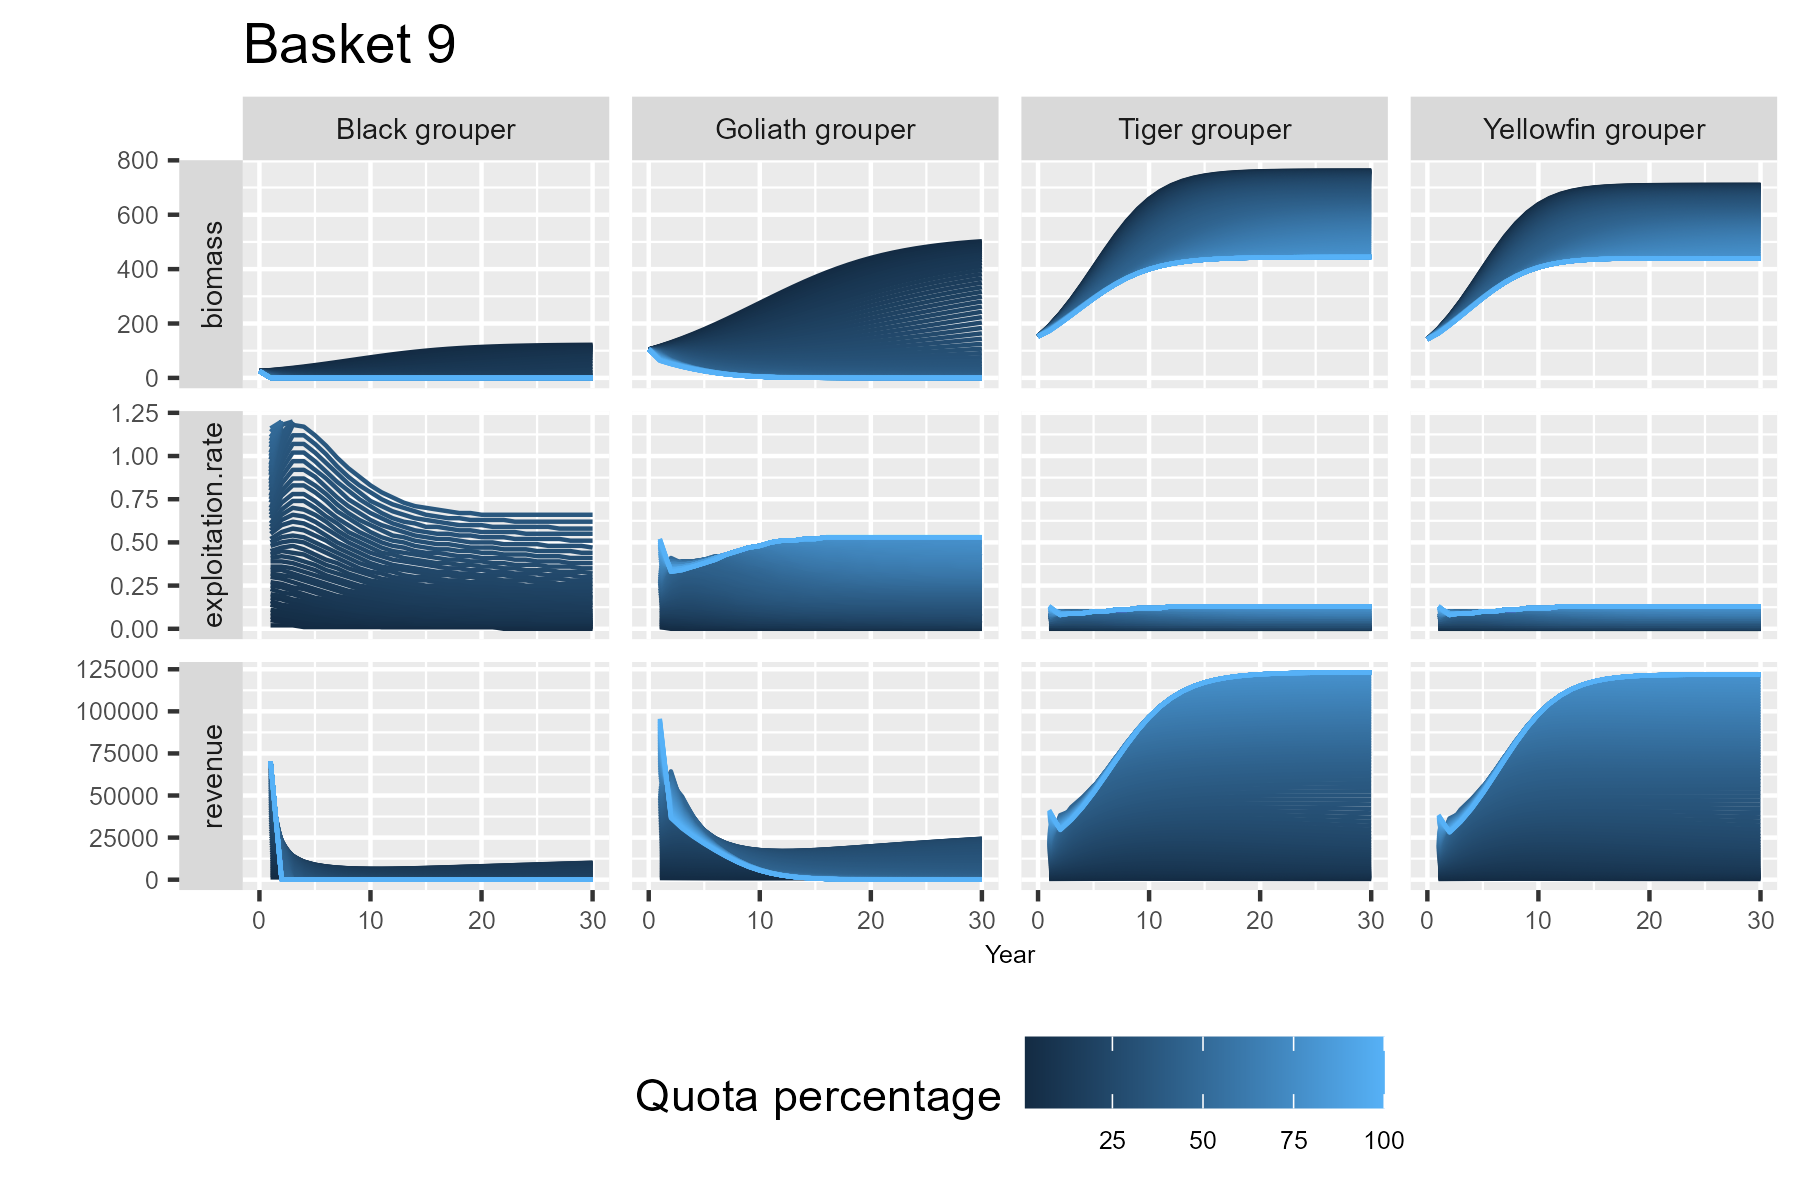 Basket 9
Black grouper
Goliath grouper
Tiger grouper
Yellowfin grouper
biomass
800
600
400
200
0
exploitation.rate
1.25
1.00
0.75
0.50
0.25
0.00
revenue
125000
100000
75000
50000
25000
0
0 10 20 30
0 10 20 30
0 10 20 30
0 10 20 30
Year
Quota percentage
25 50 75 100